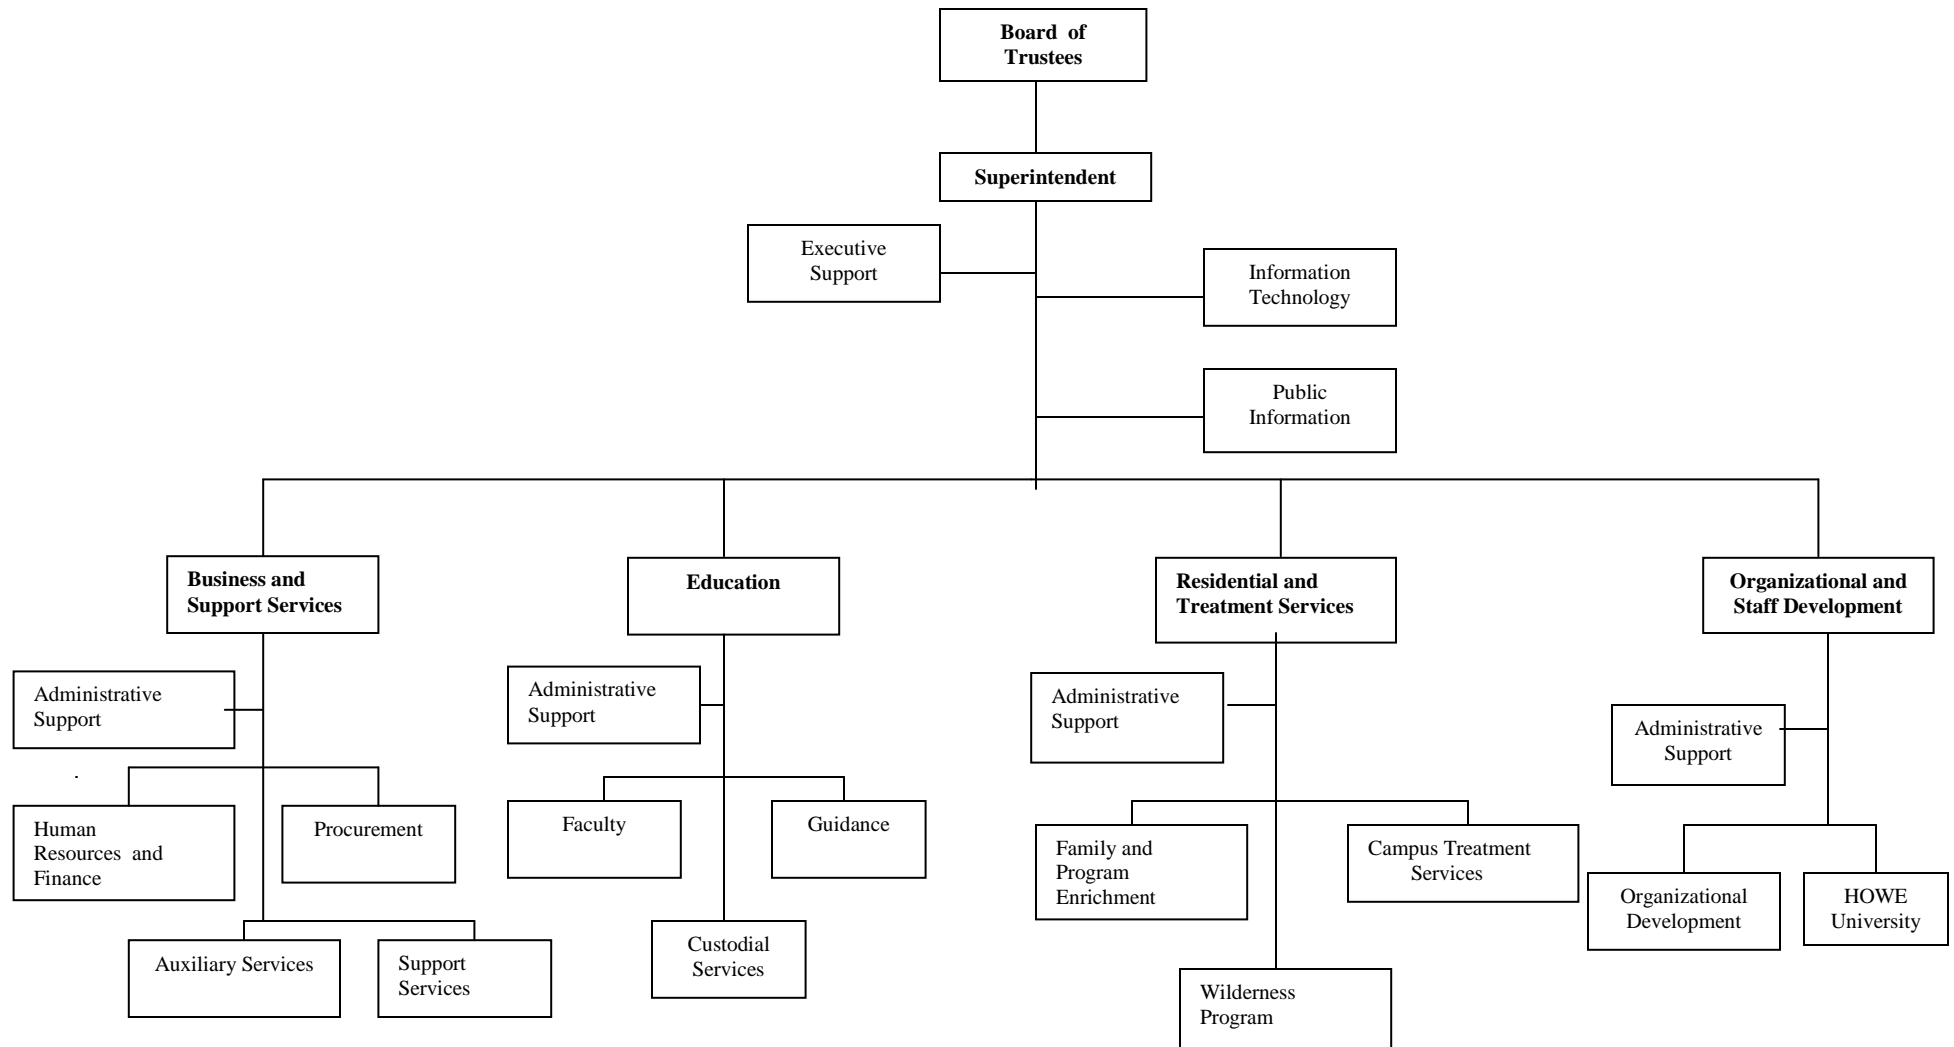 Board of
Trustees
Superintendent
Executive
Support
Information
Technology
Public
Information
Business and
Support Services
Education
Residential and
Treatment Services
Organizational and
Staff Development
Administrative
Support
Administrative
Support
Administrative
Support
Administrative
Support
.
Human
Resources and
Finance
Procurement
Faculty
Guidance
Family and
Program
Enrichment
Campus Treatment
Services
Organizational
Development
HOWE
University
Auxiliary Services
Support
Services
Custodial
Services
Wilderness
Program